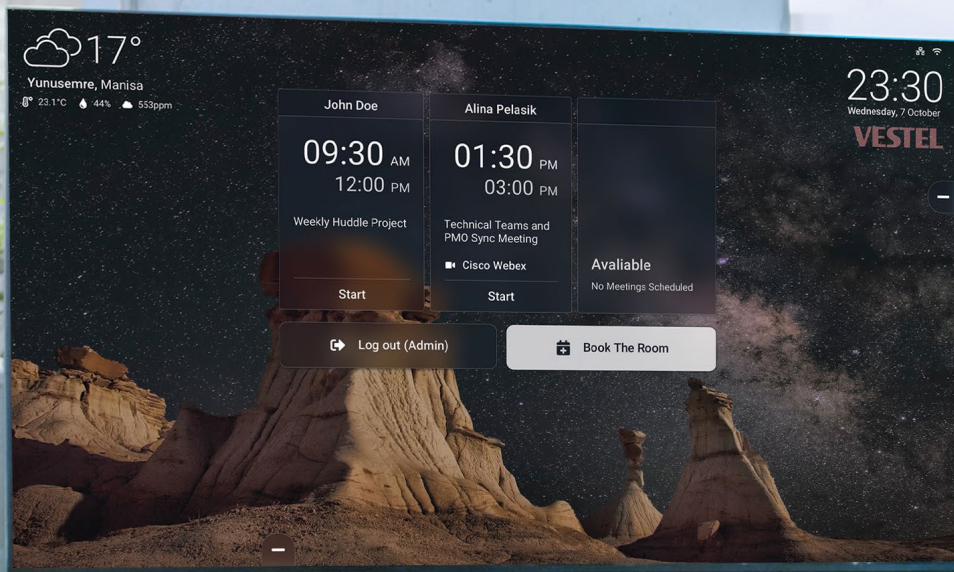 17°
Yunusemre, Manisa
23.1°C 44% 553ppm
23:30
Wednesday, 7 October
VESTEL
John Doe
09:30 AM
12:00 PM
Weekly Huddle Project
Start
Alina Pelasik
01:30 PM
03:00 PM
Technical Teams and
PMO Sync Meeting
Cisco Webex
Start
Avaliable
No Meetings Scheduled
Log out (Admin)
Book The Room